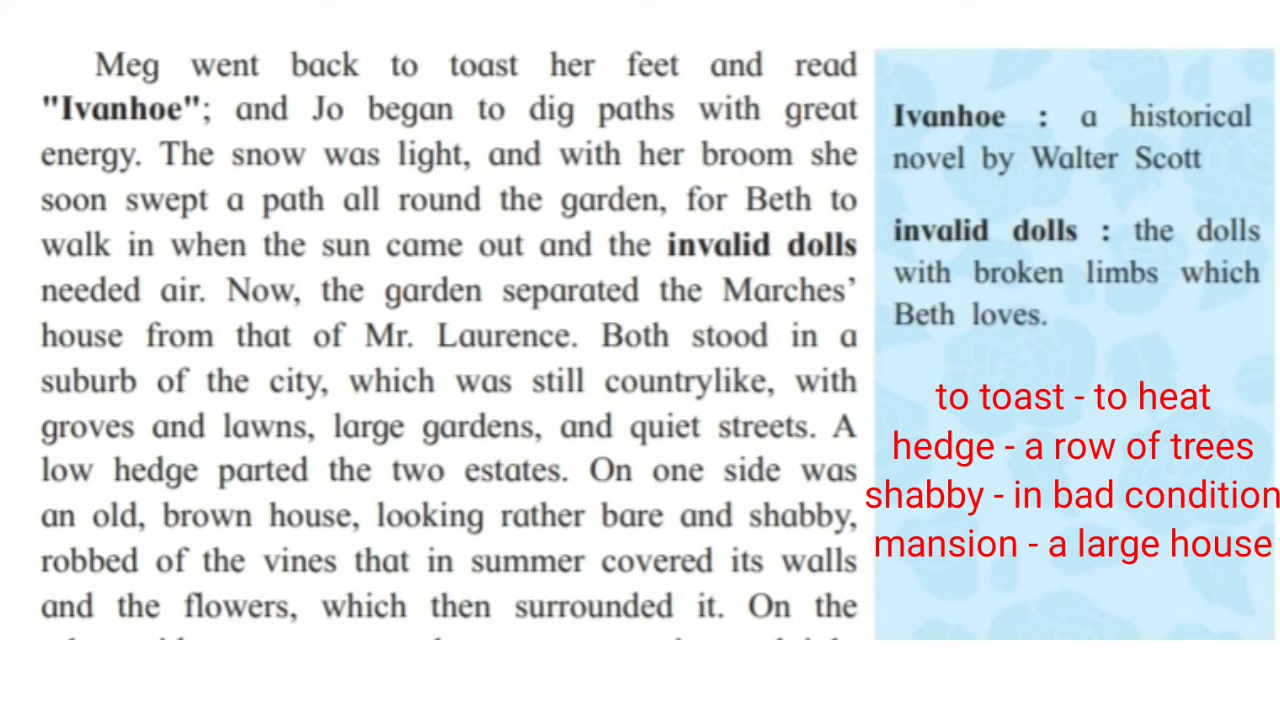 Meg went back to toast her feet and read
"Ivanhoe"; and Jo began to dig paths with great
energy. The snow was light, and with her broom she
soon swept a path all round the garden, for Beth to
walk in when the sun came out and the invalid dolls
needed air. Now, the garden separated the Marches’
house from that of Mr. Laurence. Both stood in a
suburb of the city, which was still countrylike, with
groves and lawns, large gardens, and quiet streets. A
low hedge parted the two estates. On one side was
an old, brown house, looking rather bare and shabby,
robbed of the vines that in summer covered its walls
and the flowers, which then surrounded it. On the
Ivanhoe : a historical
novel by Walter Scott
invalid dolls : the dolls
with broken limbs which
Beth loves.
to toast - to heat
hedge - a row of trees
shabby - in bad condition
mansion - a large house